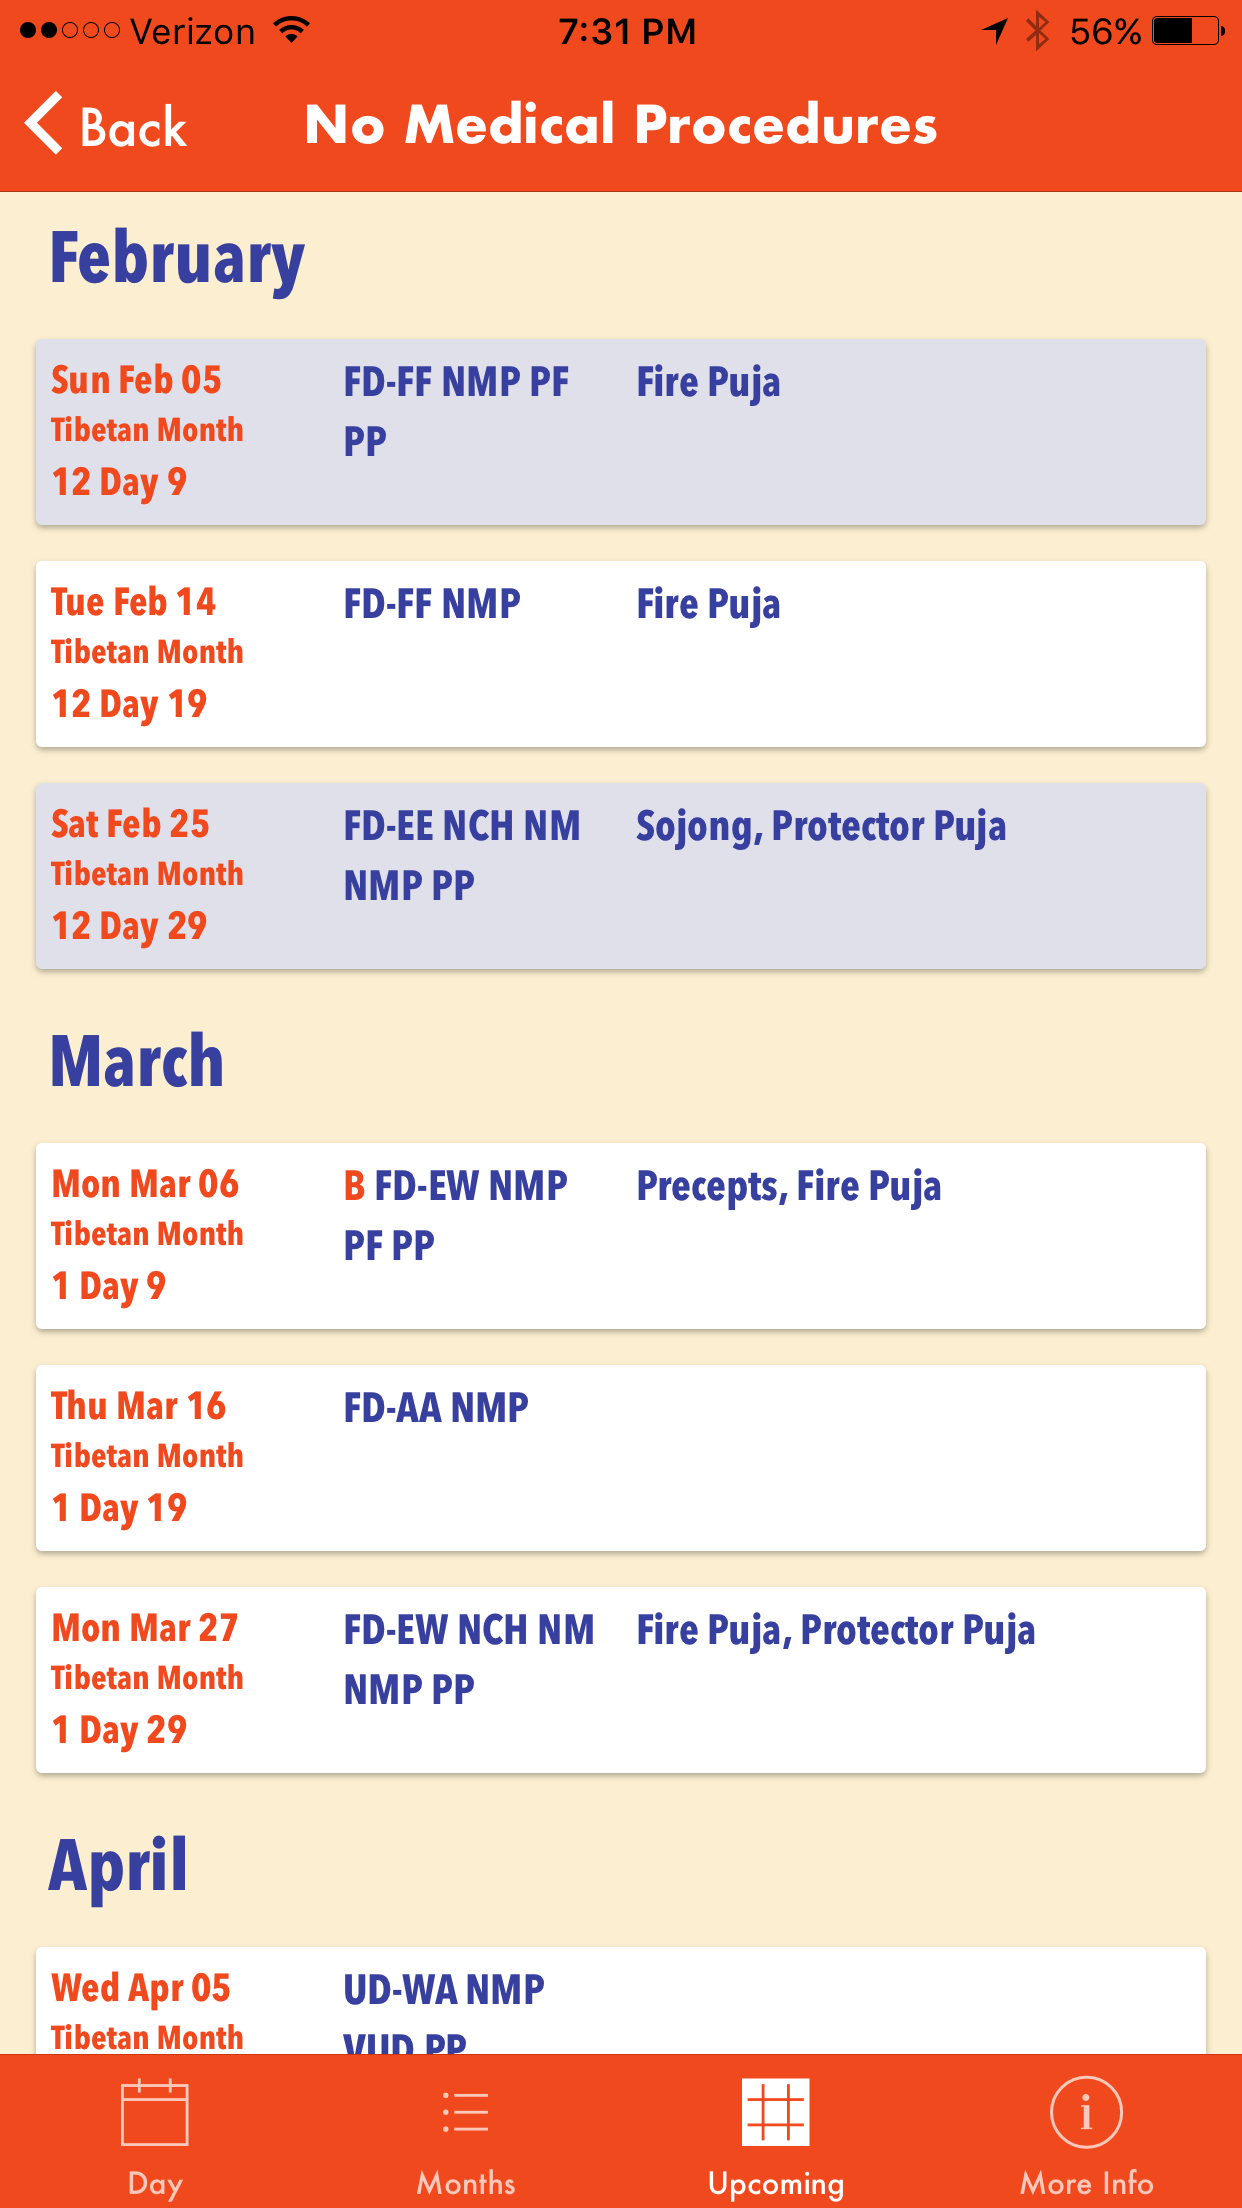 Verizon 7:31 PM 56%
Back No Medical Procedures
February
Sun Feb 05 FD-FF NMP PF Fire Puja
Tibetan Month PP
12 Day 9
Tue Feb 14 FD-FF NMP Fire Puja
Tibetan Month
12 Day 19
Sat Feb 25 FD-EE NCH NM Sojong, Protector Puja
Tibetan Month NMP PP
12 Day 29
March
Mon Mar 06 B FD-EW NMP Precepts, Fire Puja
Tibetan Month PF PP
1 Day 9
Thu Mar 16 FD-AA NMP
Tibetan Month
1 Day 19
Mon Mar 27 FD-EW NCH NM Fire Puja, Protector Puja
Tibetan Month NMP PP
1 Day 29
April
Wed Apr 05 UD-WA NMP
Tibetan Month VUD PP
Day Months Upcoming More Info